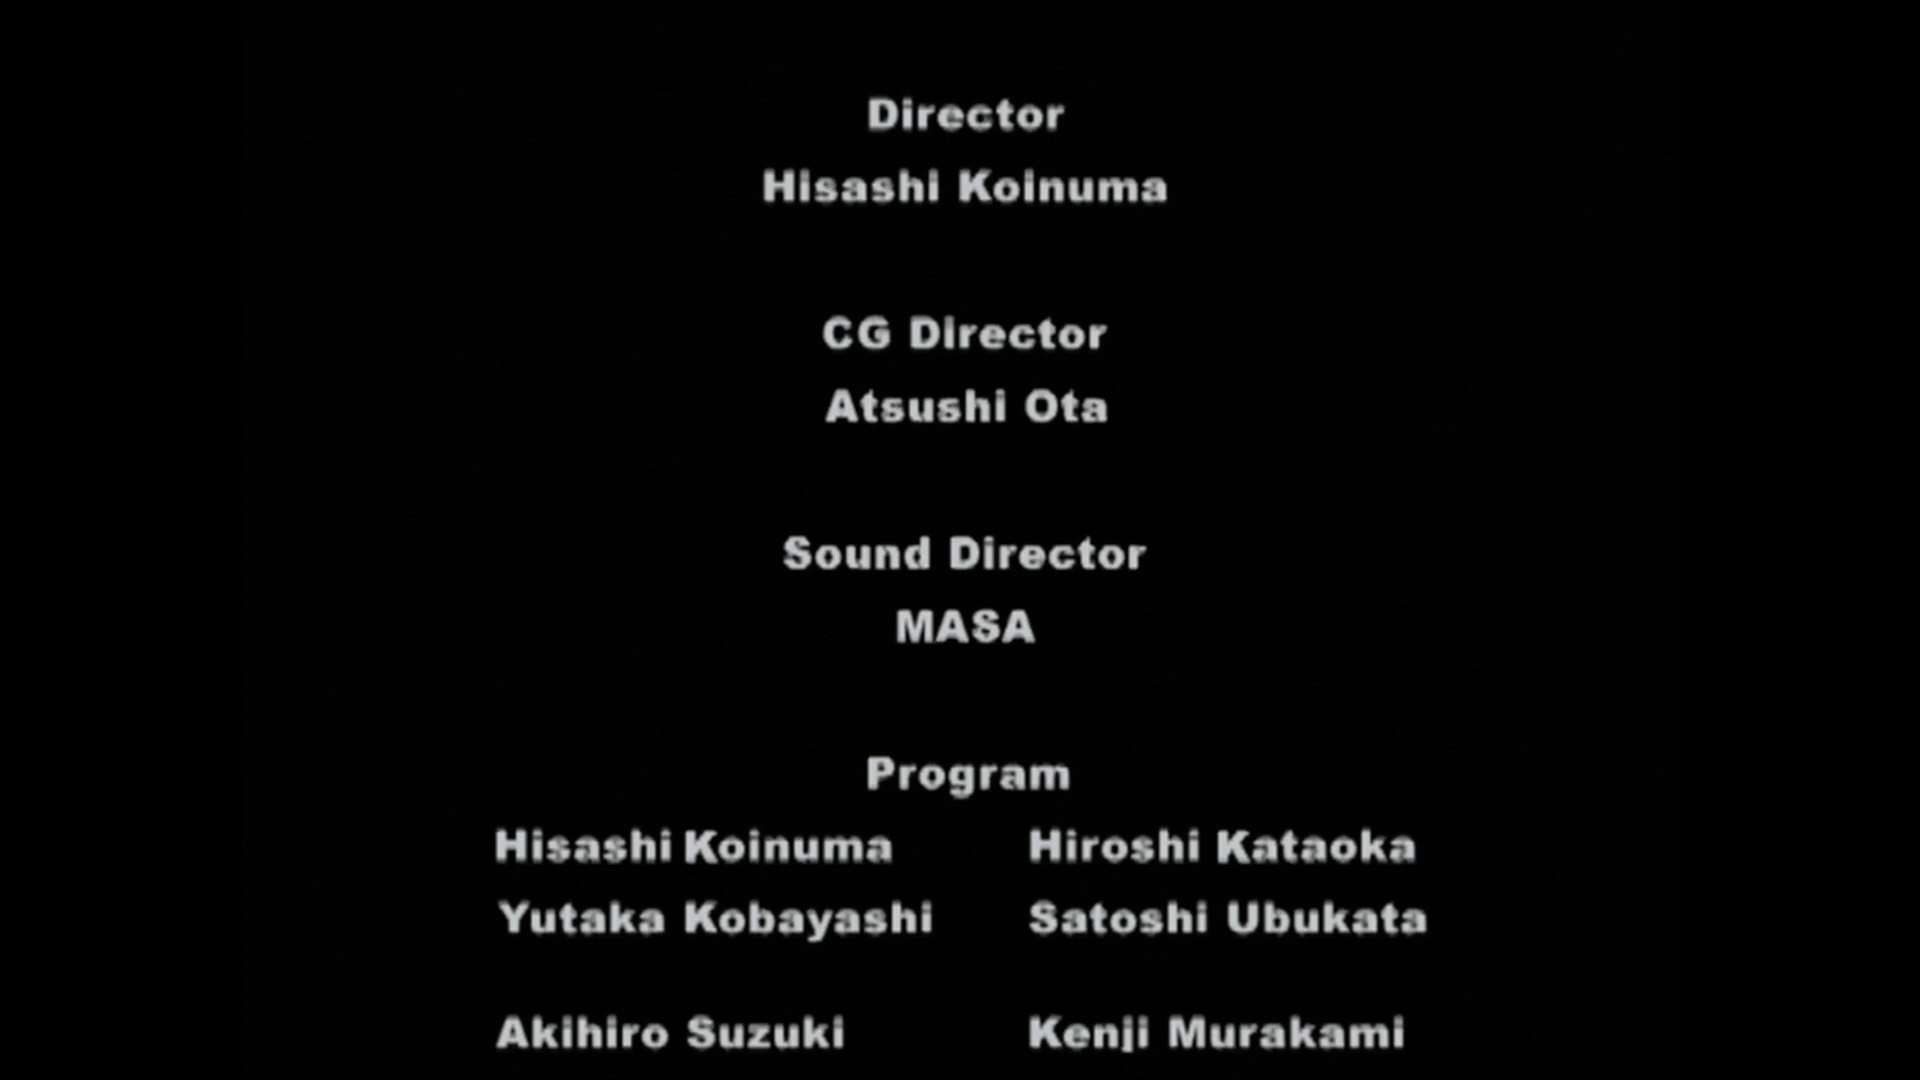 Director
Hisashi Koinuma
CG Director
Atsushi Ota
Sound Director
MASA
Program
Hisashi Koinuma Hiroshi Kataoka
Yutaka Kobayashi Satoshi Ubukata
Akihiro Suzuki Kenji Murakami